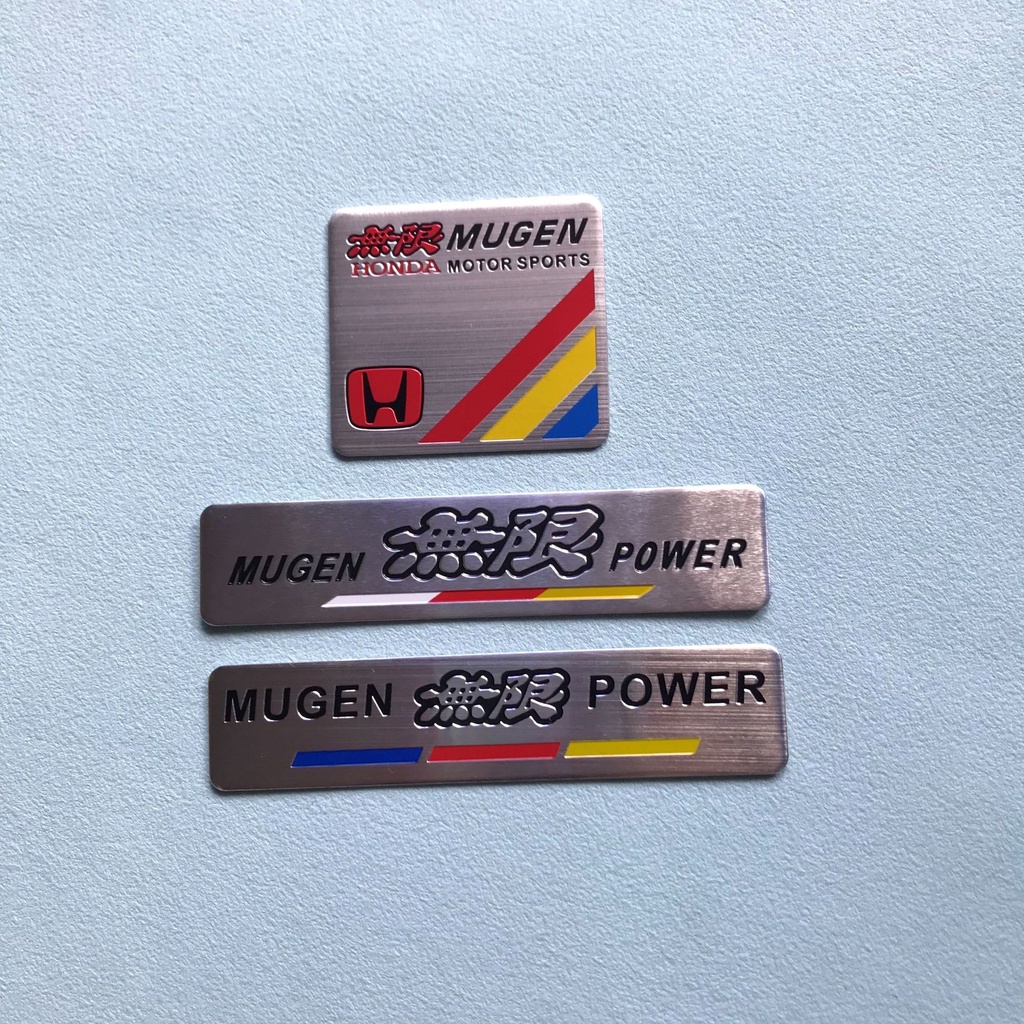 無限 MUGEN
HONDA MOTOR SPORTS
MUGEN 無限 POWER
MUGEN 無限 POWER